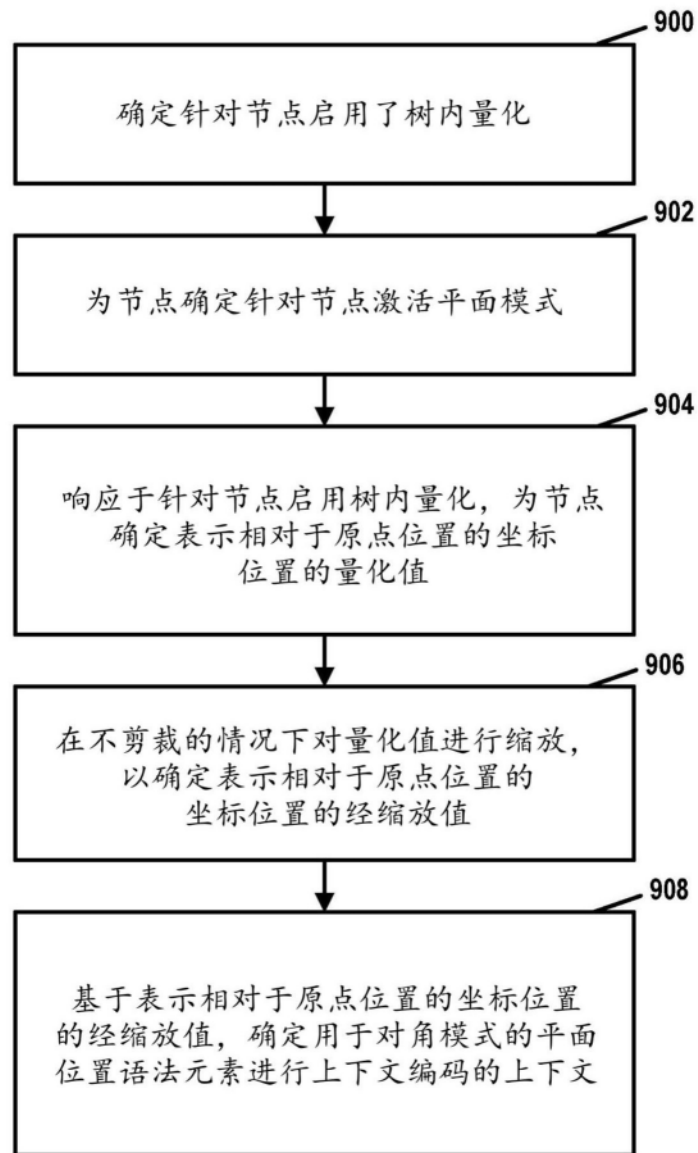 900
确定针对节点启用了树内量化
902
为节点确定针对节点激活平面模式
904
响应于针对节点启用树内量化，为节点
确定表示相对于原点位置的坐标
位置的量化值
906
在不剪裁的情况下对量化值进行缩放，
以确定表示相对于原点位置的
坐标位置的经缩放值
908
基于表示相对于原点位置的坐标位置
的经缩放值，确定用于对角模式的平面
位置语法元素进行上下文编码的上下文